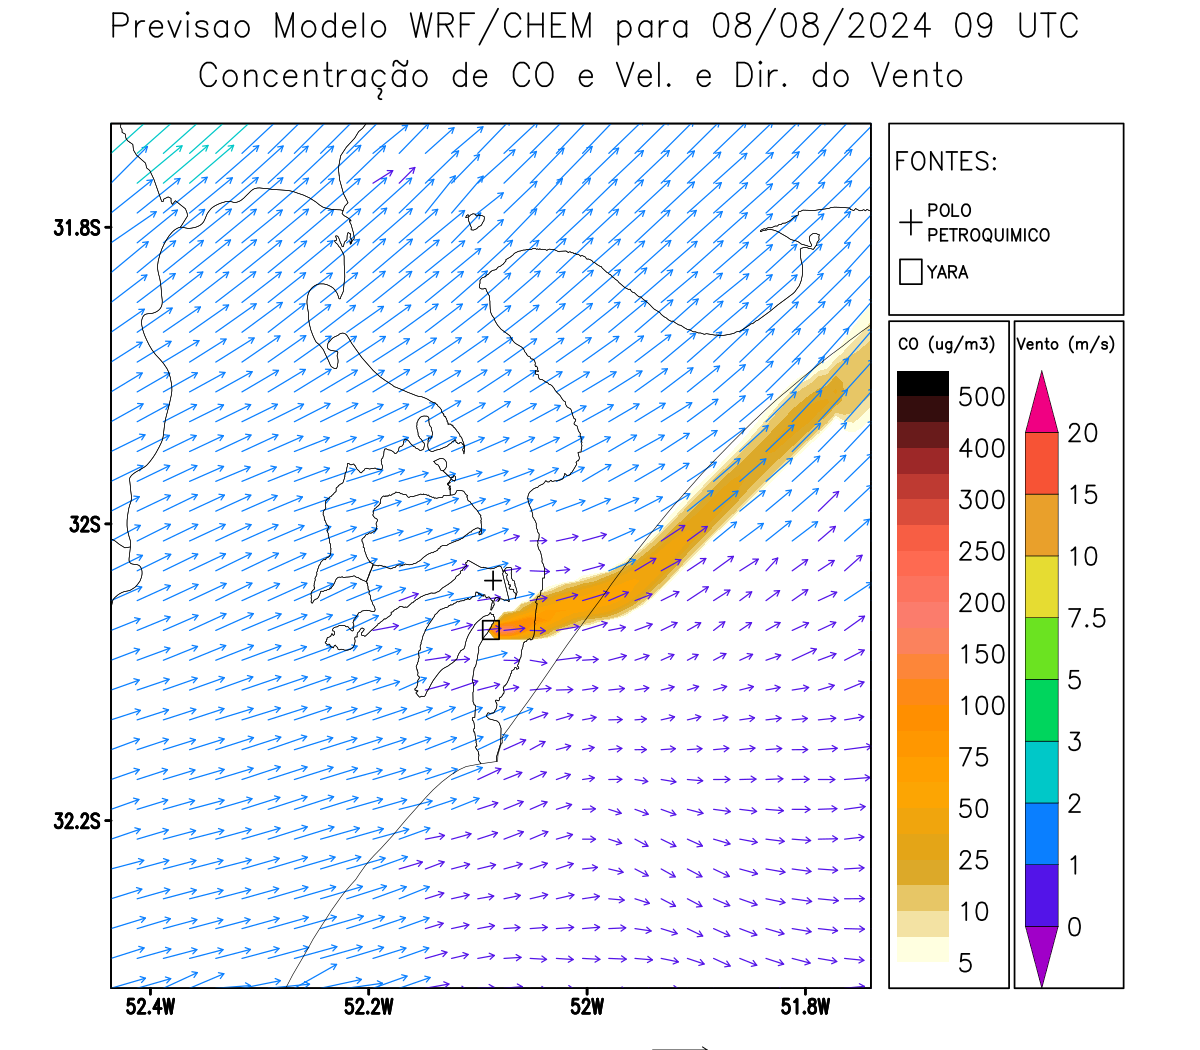 Previsao Modelo WRF/CHEM para 08/08/2024 09 UTC
Concentração de CO e Vel. e Dir. do Vento
FONTES:
POLO
PETROQUIMICO
YARA
CO (ug/m3)
500
400
300
250
200
150
100
75
50
25
10
5
Vento (m/s)
20
15
10
7.5
5
3
2
1
0
31.8S
32S
32.2S
52.4W
52.2W
52W
51.8W